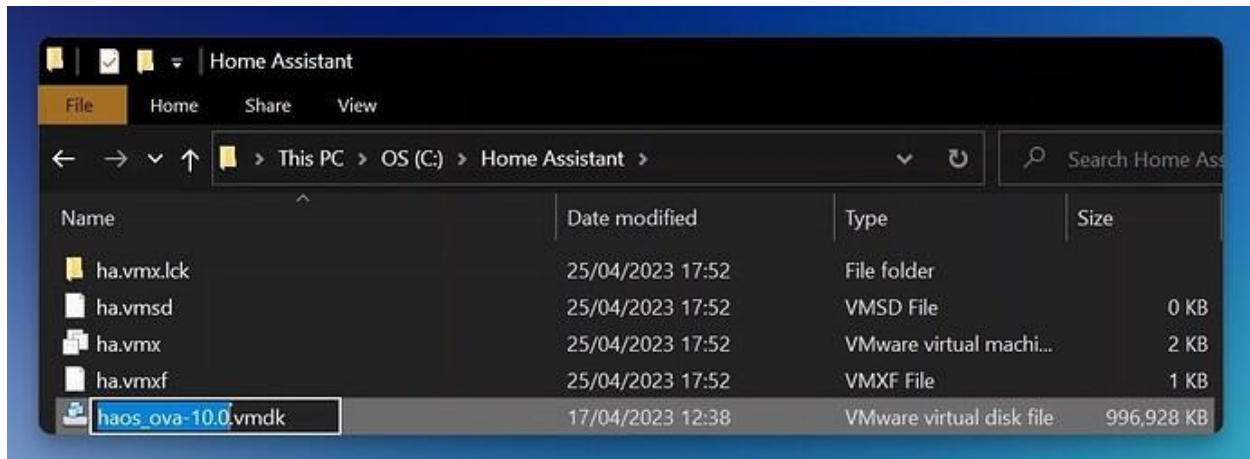 Home Assistant
File Home Share View
This PC > OS (C:) > Home Assistant > Search Home Ass
Name Date modified Type Size
ha.vmx.lck 25/04/2023 17:52 File folder
ha.vmsd 25/04/2023 17:52 VMSD File 0 KB
ha.vmx 25/04/2023 17:52 VMware virtual machi... 2 KB
ha.vmxf 25/04/2023 17:52 VMXF File 1 KB
haos_ova-10.0.vmdk 17/04/2023 12:38 VMware virtual disk file 996,928 KB